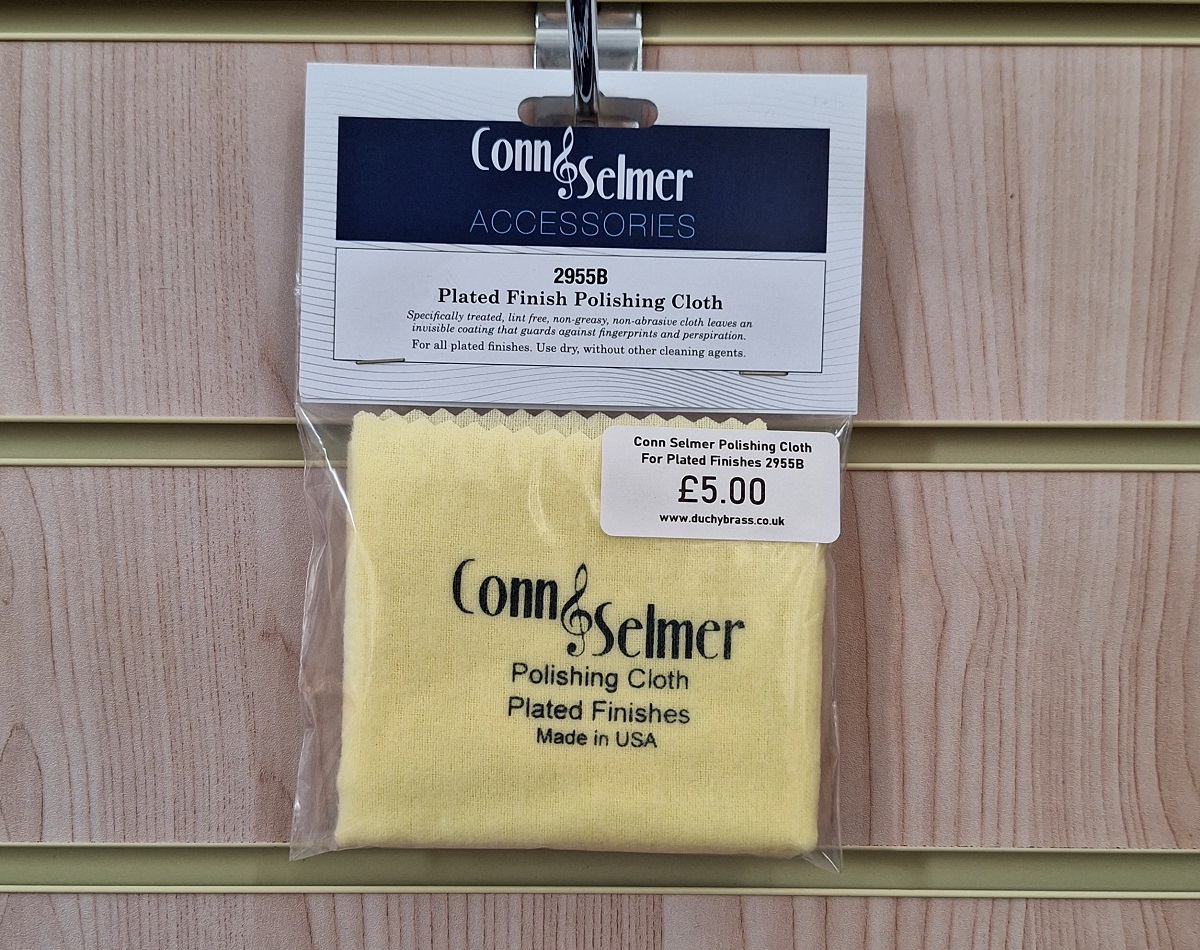 Conn Selmer
ACCESSORIES
2955B
Plated Finish Polishing Cloth
Specifically treated, lint free, non-greasy, non-abrasive cloth leaves an
invisible coating that guards against fingerprints and perspiration.
For all plated finishes. Use dry, without other cleaning agents.
Conn Selmer Polishing Cloth
For Plated Finishes 2955B
£5.00
www.duchybrass.co.uk
Conn Selmer
Polishing Cloth
Plated Finishes
Made in USA